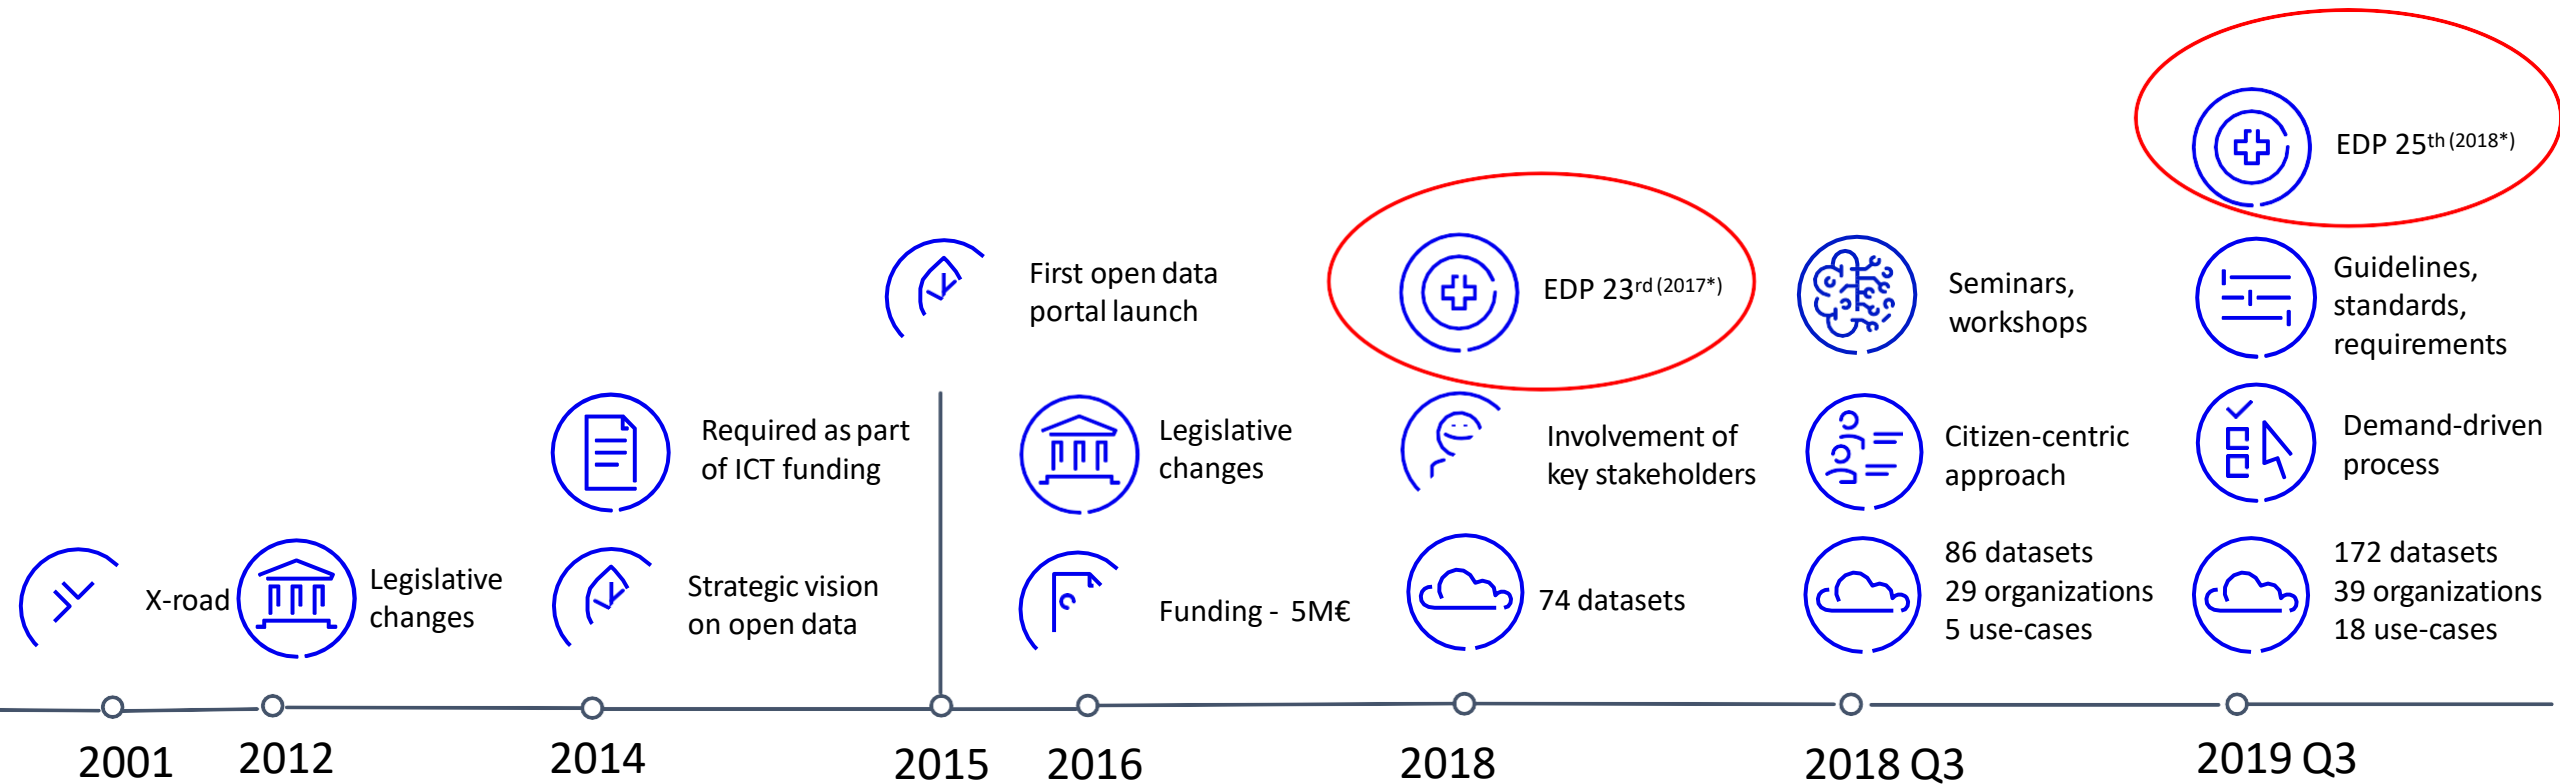 X-road
Legislative
changes
Required as part
of ICT funding
Strategic vision
on open data
First open data
portal launch
Legislative
changes
Funding - 5M€
EDP 23rd (2017*)
Involvement of
key stakeholders
74 datasets
Seminars,
workshops
Citizen-centric
approach
86 datasets
29 organizations
5 use-cases
EDP 25th (2018*)
Guidelines,
standards,
requirements
Demand-driven
process
172 datasets
39 organizations
18 use-cases
2001
2012
2014
2015
2016
2018
2018 Q3
2019 Q3